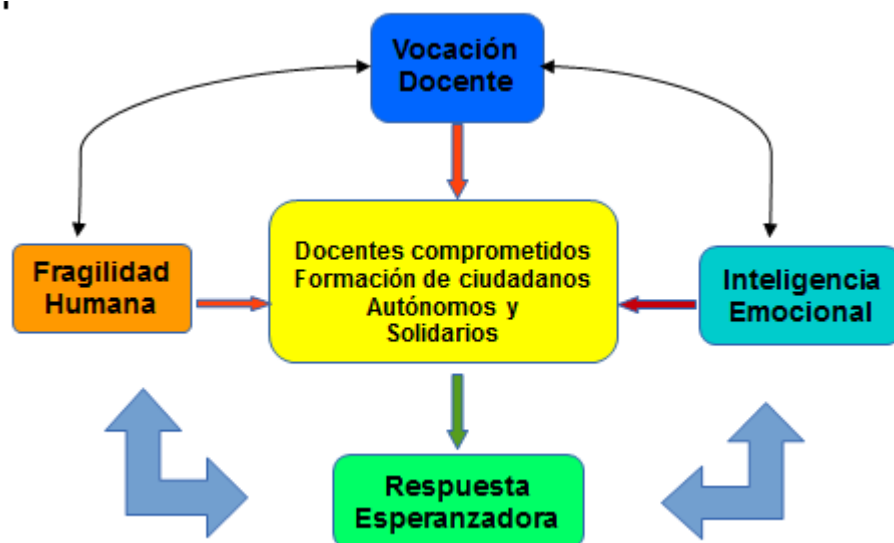 Vocación
Docente
Docentes comprometidos
Formación de ciudadanos
Autónomos y
Solidarios
Fragilidad
Humana
Inteligencia
Emocional
Respuesta
Esperanzadora